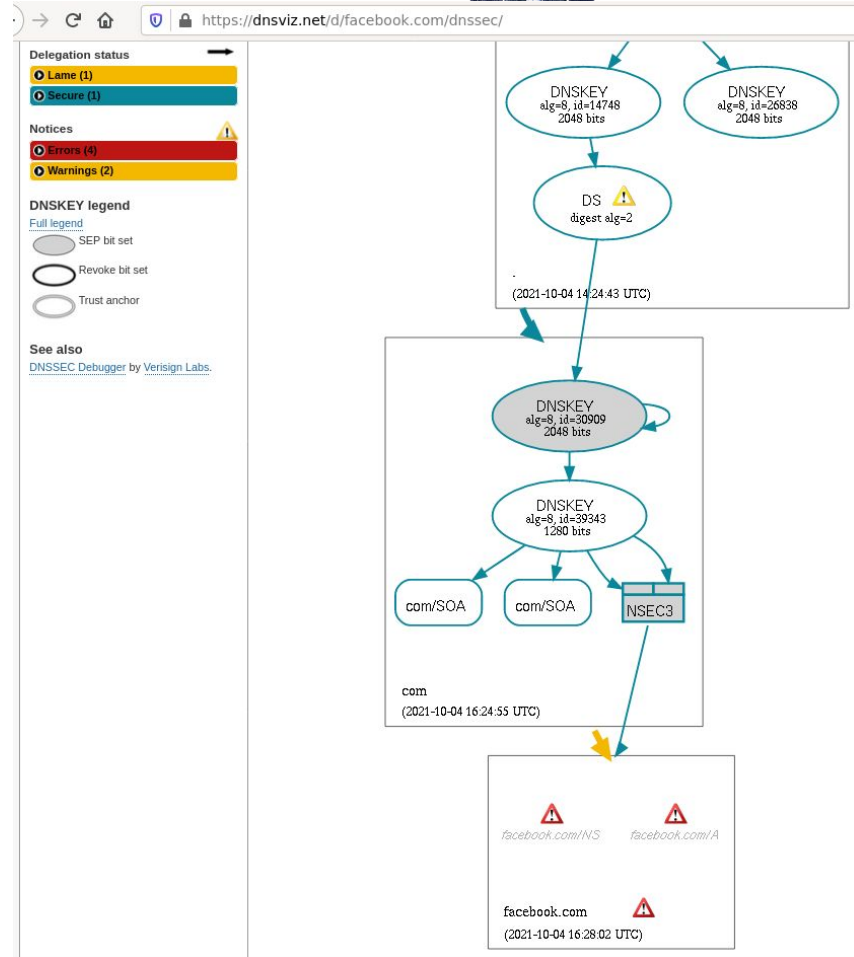 https://dnsviz.net/d/facebook.com/dnssec/
Delegation status
Lame (1)
Secure (1)
Notices
Errors (4)
Warnings (2)
DNSKEY legend
Full legend
SEP bit set
Revoke bit set
Trust anchor
See also
DNSSEC Debugger by Verisign Labs.
DNSKEY
alg=8, id=14748
2048 bits
DNSKEY
alg=8, id=26838
2048 bits
DS
digest alg=2
.
(2021-10-04 14:24:43 UTC)
DNSKEY
alg=8, id=30909
2048 bits
DNSKEY
alg=8, id=39343
1280 bits
com/SOA
com/SOA
NSEC3
com
(2021-10-04 16:24:55 UTC)
facebook.com/NS
facebook.com/A
facebook.com
(2021-10-04 16:28:02 UTC)